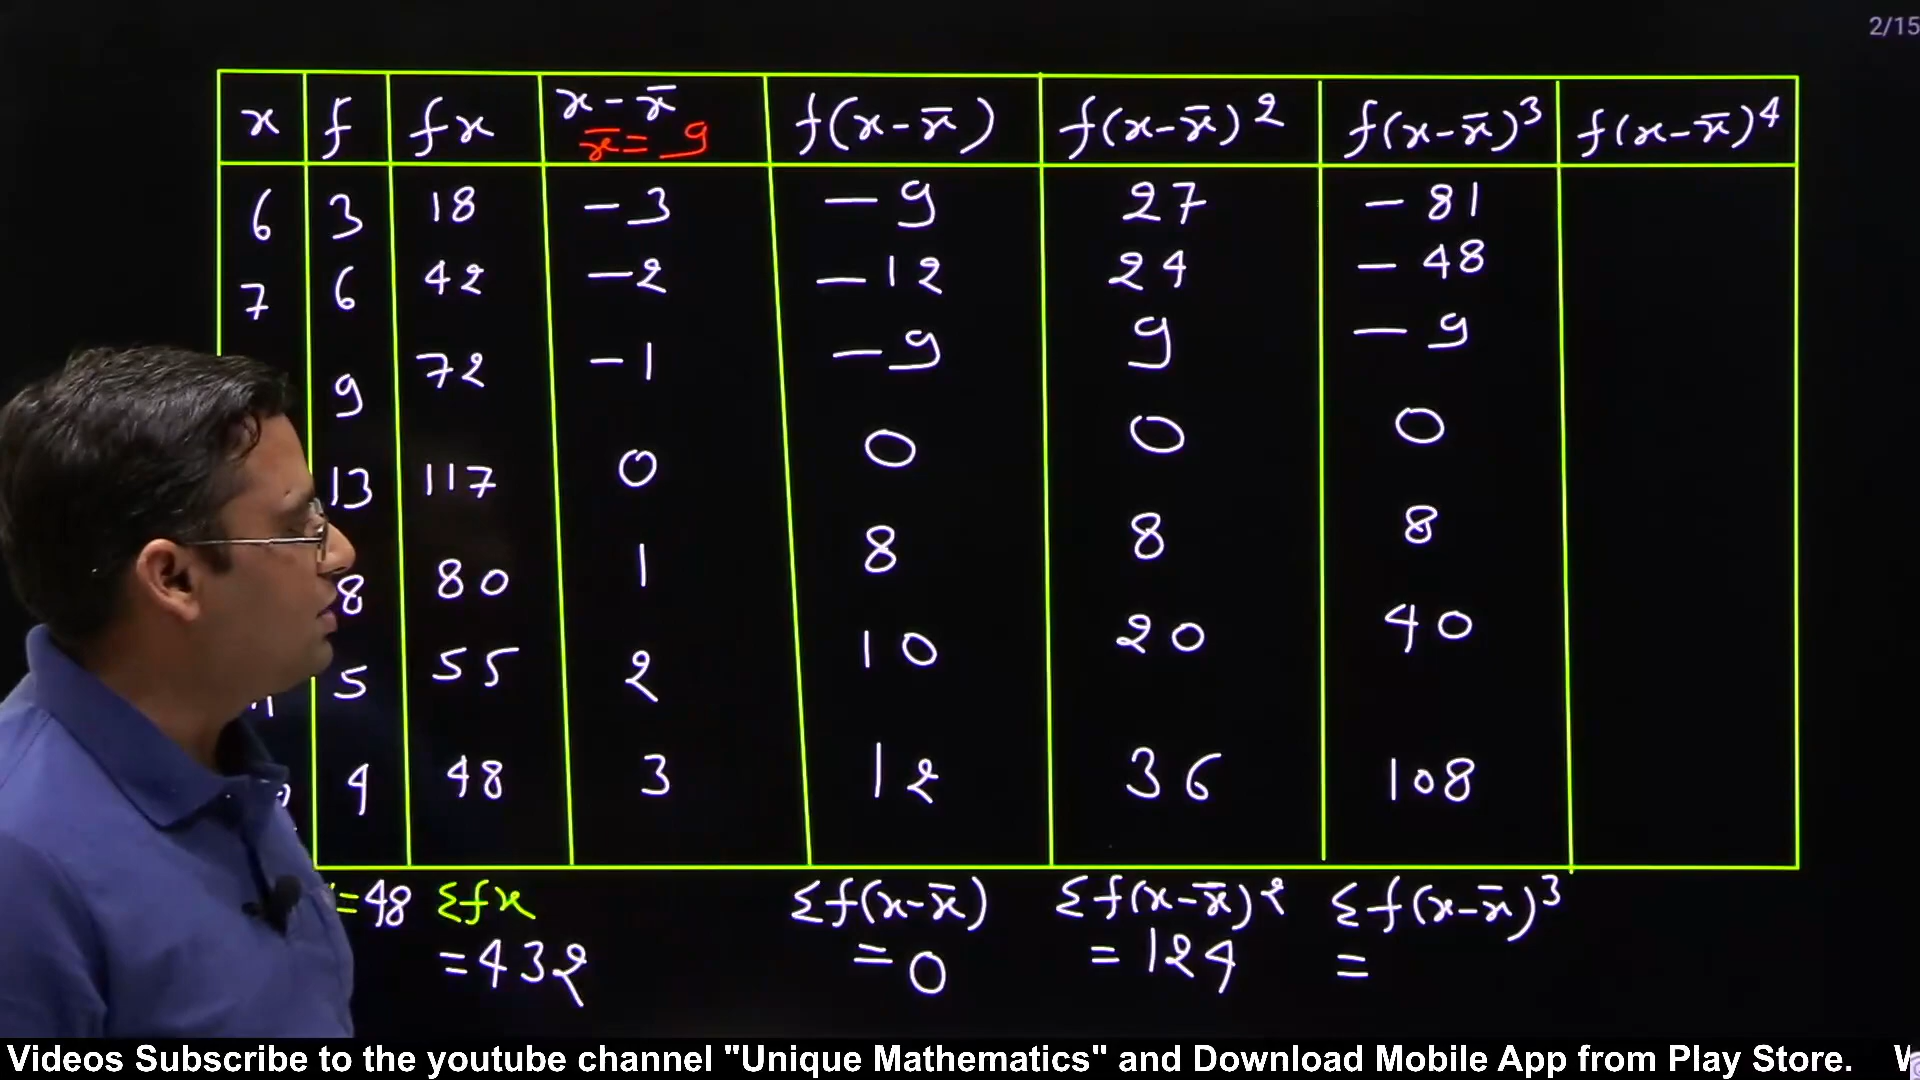 2/15
x f fx x - x̄ f(x-x̄) f(x-x̄)2 f(x-x̄)3 f(x-x̄)4
x̄ = 9
6 3 18 -3 -9 27 -81
7 6 42 -2 -12 24 -48
9 72 -1 -9 9 -9
13 117 0 0 0 0
8 80 1 8 8 8
5 55 2 10 20 40
4 48 3 12 36 108
=48 Σfx Σf(x-x̄) Σf(x-x̄)2 Σf(x-x̄)3
=432 = 0 = 124 =
Videos Subscribe to the youtube channel "Unique Mathematics" and Download Mobile App from Play Store.